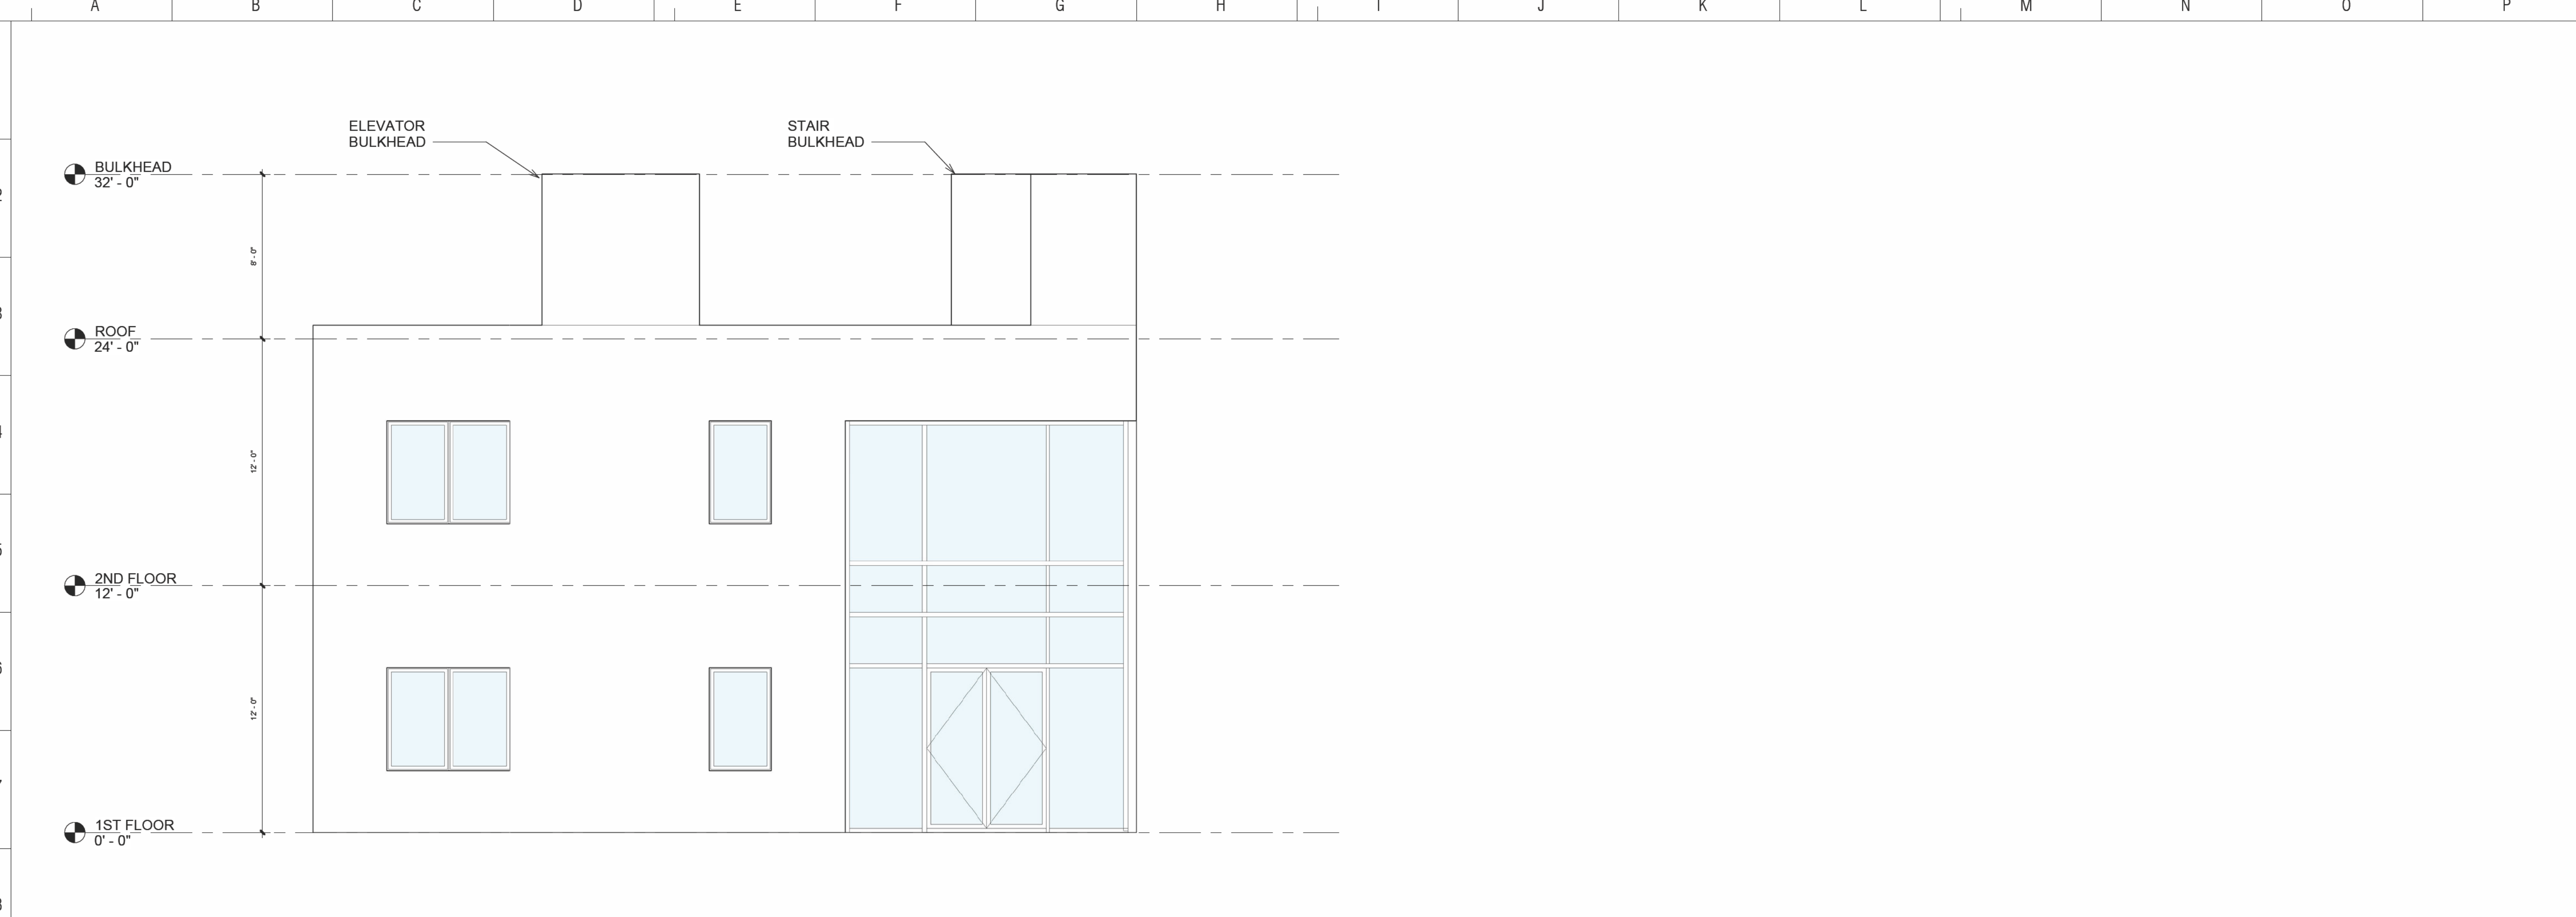 A B C D E F G H I J K L M N O P
ELEVATOR
BULKHEAD
STAIR
BULKHEAD
BULKHEAD
32' - 0"
8' - 0"
ROOF
24' - 0"
12' - 0"
2ND FLOOR
12' - 0"
12' - 0"
1ST FLOOR
0' - 0"